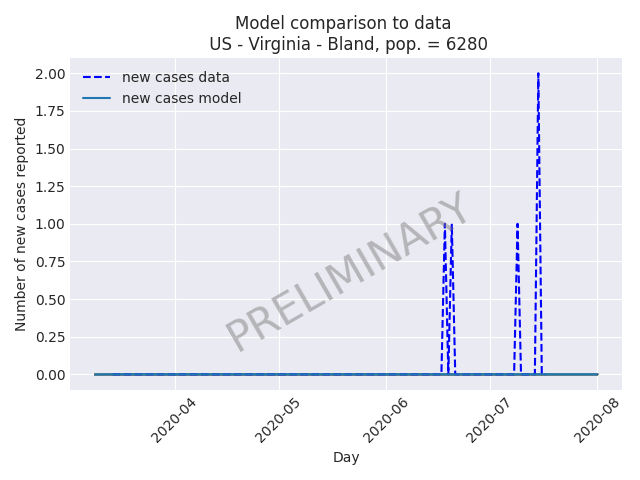 Model comparison to data
US - Virginia - Bland, pop. = 6280
new cases data
new cases model
Number of new cases reported
2.00
1.75
1.50
1.25
1.00
0.75
0.50
0.25
0.00
PRELIMINARY
2020-04
2020-05
2020-06
2020-07
2020-08
Day